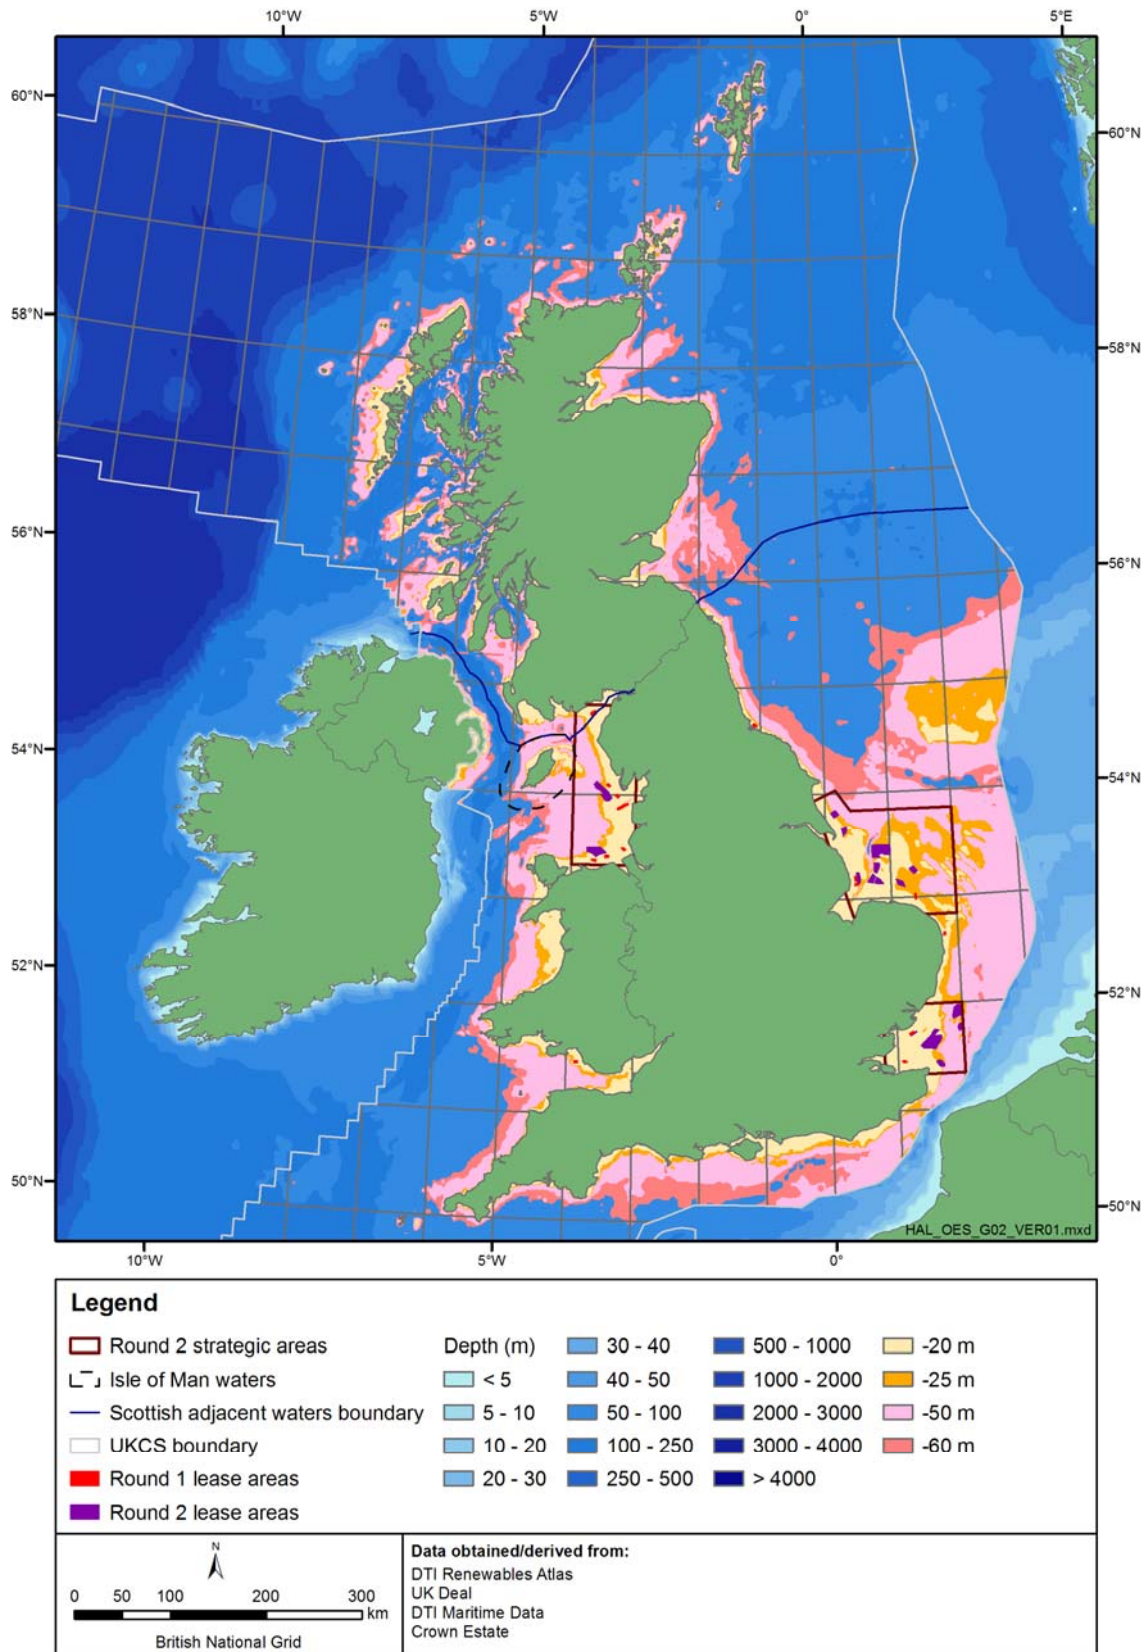 10°W 5°W 0° 5°E
60°N 60°N
58°N 58°N
56°N 56°N
54°N 54°N
52°N 52°N
50°N 50°N
HAL_OES_G02_VER01.mxd
10°W 5°W 0°
Legend
Round 2 strategic areas
Isle of Man waters
Scottish adjacent waters boundary
UKCS boundary
Round 1 lease areas
Round 2 lease areas
Depth (m)
< 5
5 - 10
10 - 20
20 - 30
30 - 40
40 - 50
50 - 100
100 - 250
250 - 500
500 - 1000
1000 - 2000
2000 - 3000
3000 - 4000
> 4000
-20 m
-25 m
-50 m
-60 m
N
0 50 100 200 300
km
British National Grid
Data obtained/derived from:
DTI Renewables Atlas
UK Deal
DTI Maritime Data
Crown Estate